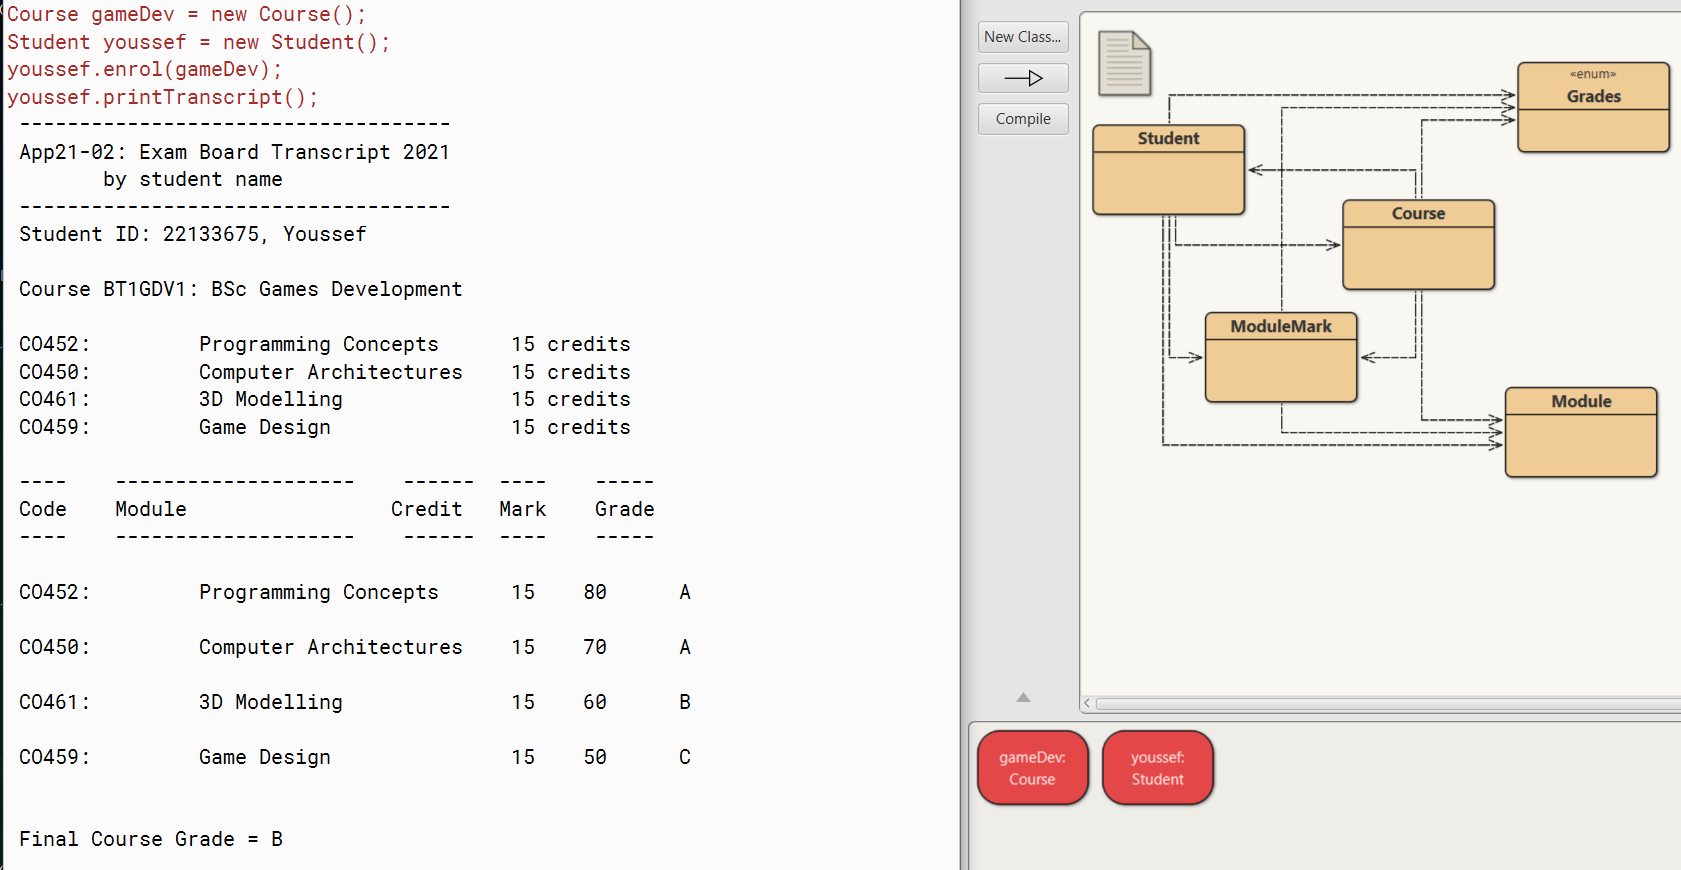 Course gameDev = new Course();
Student youssef = new Student();
youssef.enrol(gameDev);
youssef.printTranscript();
------------------------------------
App21-02: Exam Board Transcript 2021
by student name
------------------------------------
Student ID: 22133675, Youssef
Course BT1GDV1: BSc Games Development
CO452: Programming Concepts 15 credits
CO450: Computer Architectures 15 credits
CO461: 3D Modelling 15 credits
CO459: Game Design 15 credits
---- -------------------- ------ ---- -----
Code Module Credit Mark Grade
---- -------------------- ------ ---- -----
CO452: Programming Concepts 15 80 A
CO450: Computer Architectures 15 70 A
CO461: 3D Modelling 15 60 B
CO459: Game Design 15 50 C
Final Course Grade = B
New Class...
Compile
«enum»
Grades
Student
Course
ModuleMark
Module
gameDev:
Course
youssef:
Student